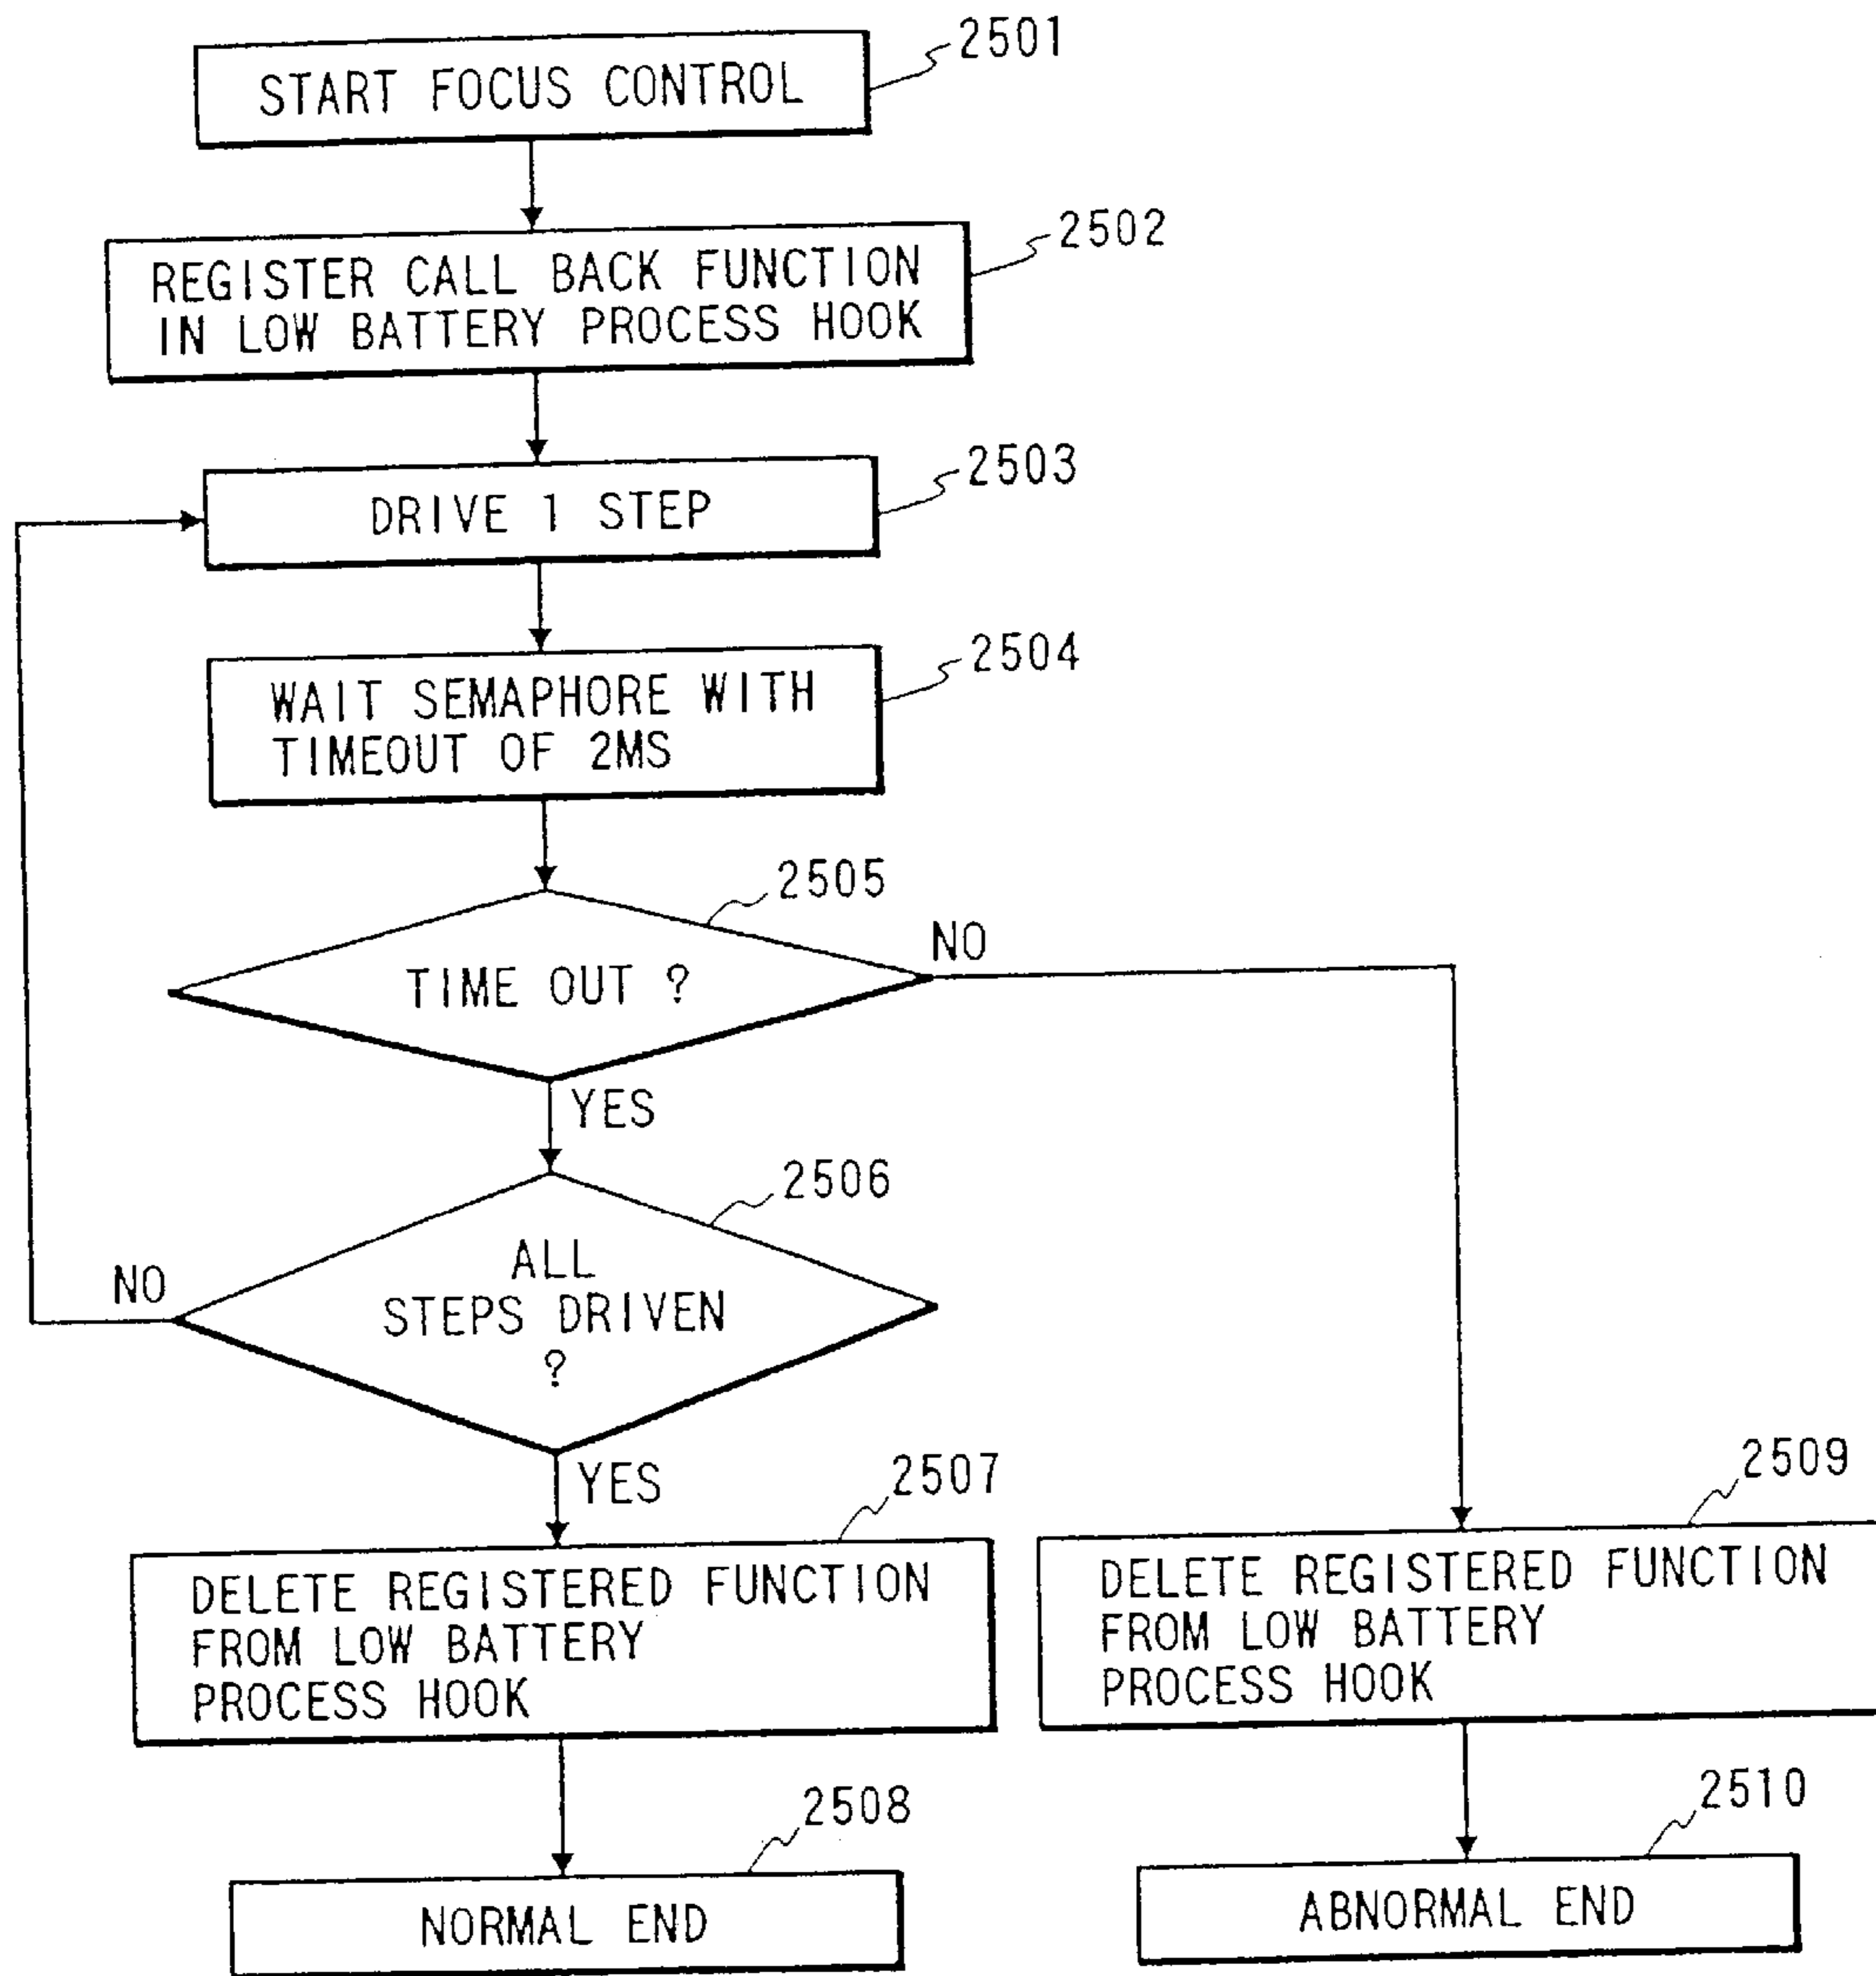 2501
START FOCUS CONTROL
2502
REGISTER CALL BACK FUNCTION
IN LOW BATTERY PROCESS HOOK
2503
DRIVE 1 STEP
2504
WAIT SEMAPHORE WITH
TIMEOUT OF 2MS
2505
TIME OUT ?
NO
YES
2506
ALL
STEPS DRIVEN
?
NO
YES
2507
DELETE REGISTERED FUNCTION
FROM LOW BATTERY
PROCESS HOOK
2509
DELETE REGISTERED FUNCTION
FROM LOW BATTERY
PROCESS HOOK
2508
NORMAL END
2510
ABNORMAL END